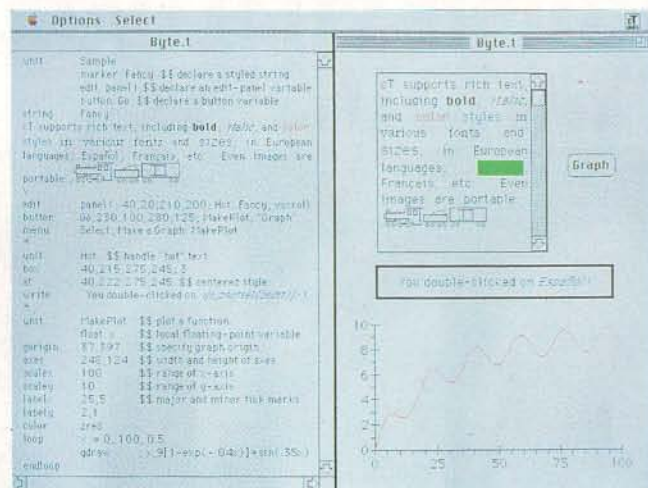 Options Select
Byte.t
unit Sample
marker Fancy $$ declare a styled string
edit panel $$ declare an edit-panel variable
button Go $$ declare a button variable
string Fancy
cT supports rich text, including bold, italic, and color
styles in various fonts and sizes, in European
languages, Español, Français, etc. Even images are
portable
edit panel; 40,20;210,200; Hot; Fancy; vscroll
button Go; 230,100; 280,125; MakePlot; "Graph"
menu Select; Make a Graph: MakePlot
*
unit Hot $$ handle "hot" text
box 40,215;275,245; 3
at 40,222;275,245 $$ centered style
write You double-clicked on
*
unit MakePlot $$ plot a function
float: x $$ local floating-point variable
gorigin 37,397 $$ specify graph origin
axes 248,124 $$ width and height of axes
scalex 100 $$ range of x-axis
scaley 10 $$ range of y-axis
labelx 25,5 $$ major and minor tick marks
labely 2,1
color zred
loop x := 0, 100, 0.5
gdraw
endloop
Byte.t
cT supports rich text,
including bold, italic,
and color styles in
various fonts and
sizes, in European
languages,
Français, etc. Even
images are portable
Graph
You double-clicked on Español!
10
8
6
4
2
0
0 25 50 75 100